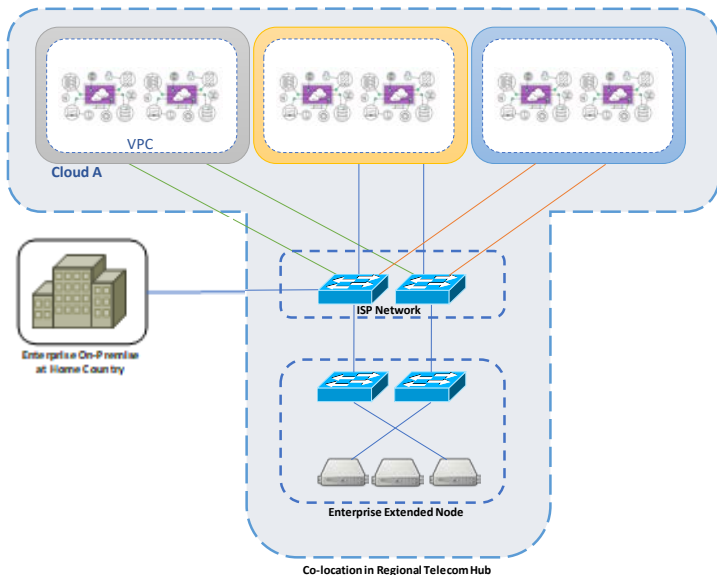 VPC
Cloud A
ISP Network
Enterprise On-Premise
at Home Country
Enterprise Extended Node
Co-location in Regional Telecom Hub